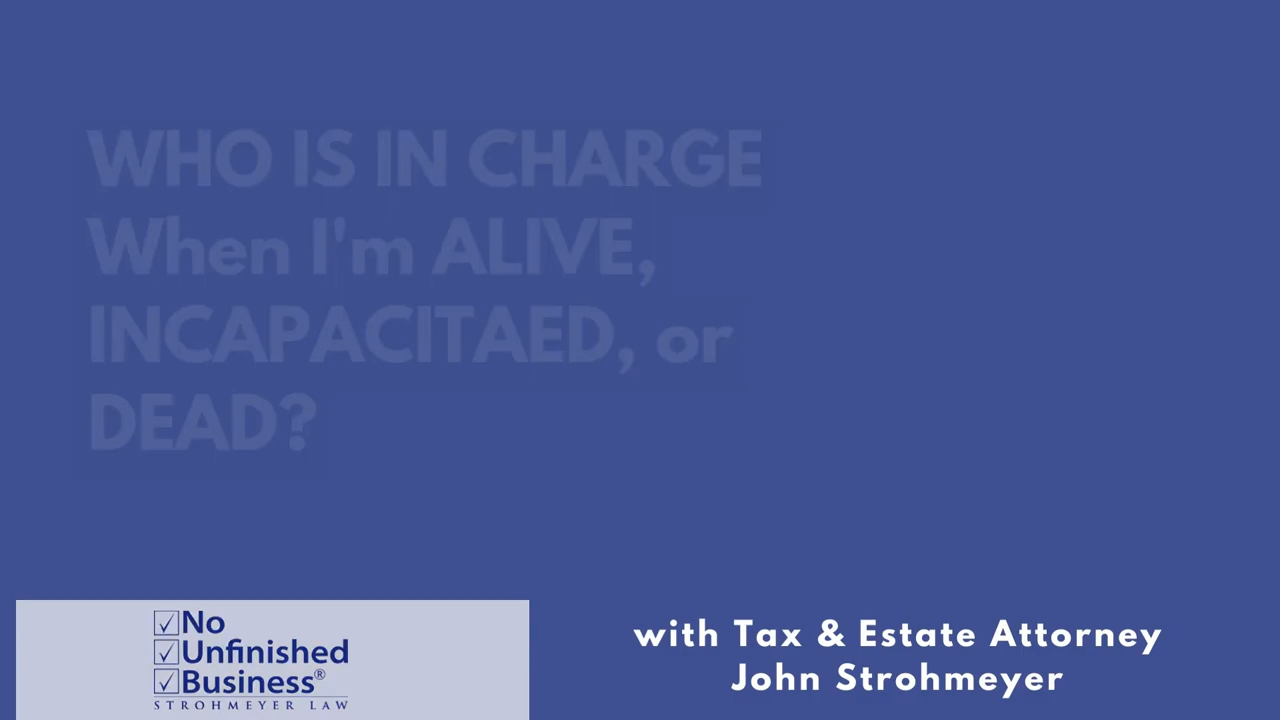 WHO IS IN CHARGE
When I'm ALIVE,
INCAPACITAED, or
DEAD?
No
Unfinished
Business®
STROHMEYER LAW
with Tax & Estate Attorney
John Strohmeyer